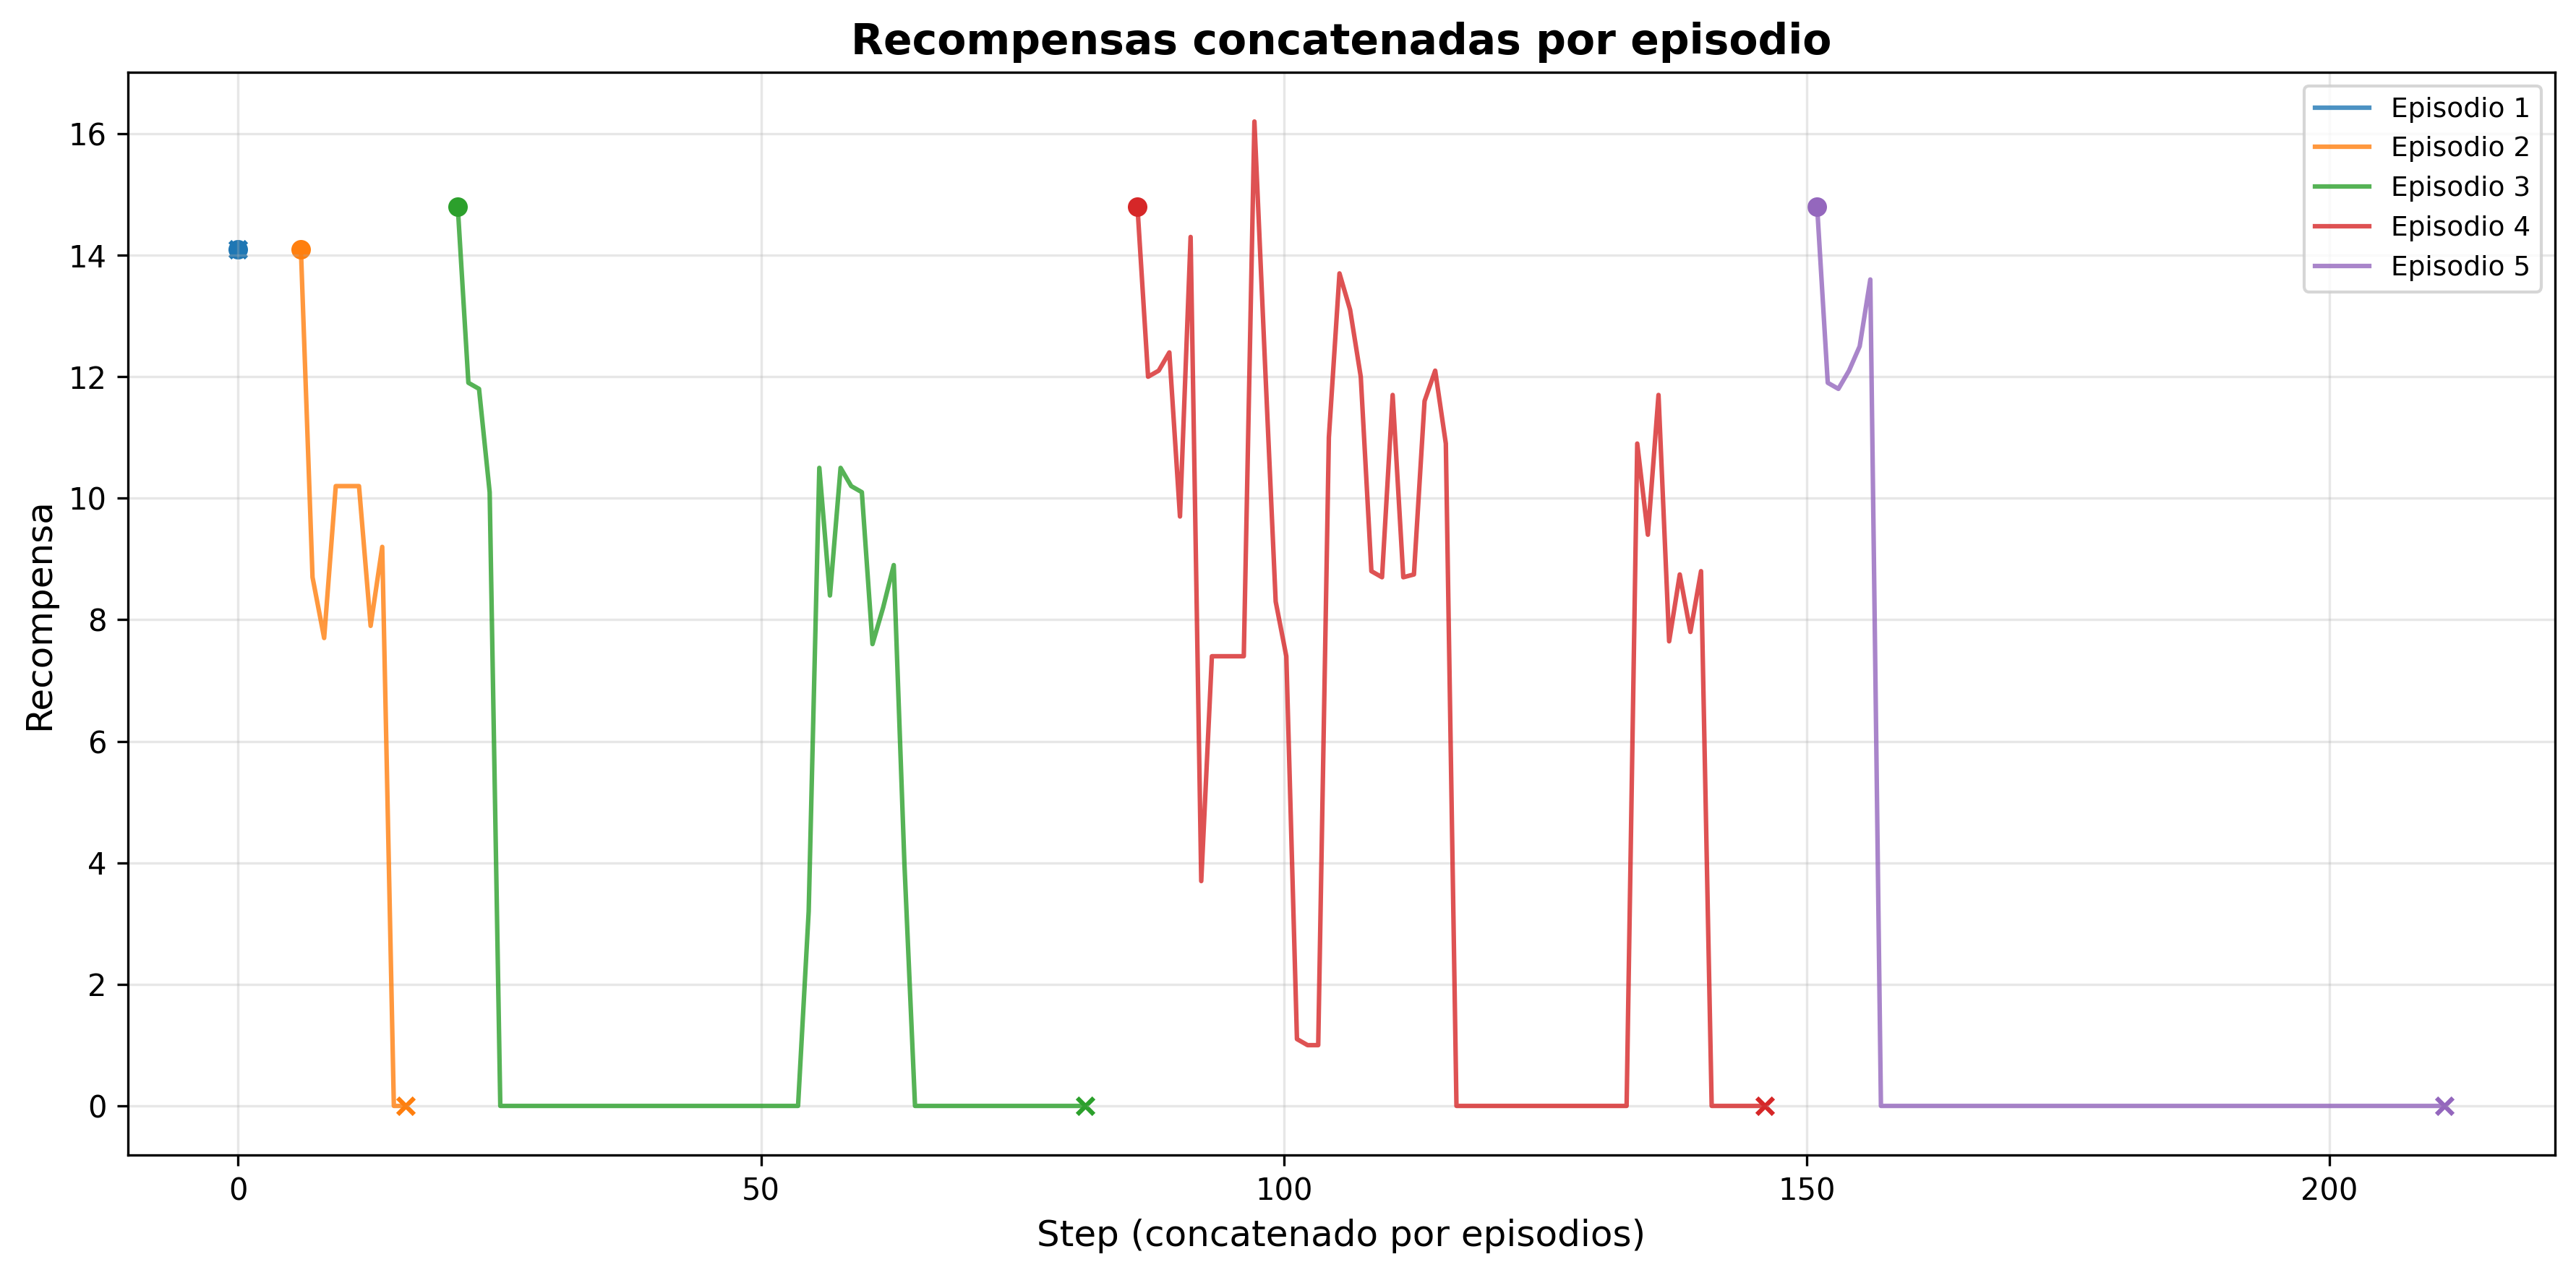 Recompensas concatenadas por episodio
Recompensa
16
14
12
10
8
6
4
2
0
0 50 100 150 200
Step (concatenado por episodios)
Episodio 1
Episodio 2
Episodio 3
Episodio 4
Episodio 5